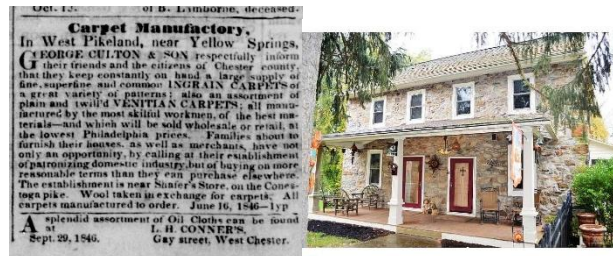 Oct. 13. of B. Lamborne, deceased.
Carpet Manufactory,
In West Pikeland, near Yellow Springs,
GEORGE CULTON & SON respectfully inform
their friends and the citizens of Chester county,
that they keep constantly on hand a large supply of
fine, superfine and common INGRAIN CARPETS of
a great variety of patterns also an assortment of
plain and twill'd VENITIAN CARPETS; all manu-
factured by the most skilful workmen, of the best ma-
terials—and which will be sold wholesale or retail, at
the lowest Philadelphia prices. Families about to
furnish their houses, as well as merchants, have not
only an opportunity, by calling at their establishment
of patronizing domestic industry, but of buying on more
reasonable terms than they can purchase elsewhere.
The establishment is near Shafer's Store, on the Cones-
toga pike. Wool taken in exchange for carpets. All
carpets manufactured to order. June 16, 1846—1yp
A splendid assortment of Oil Cloths can be found
at L. H. CONNER'S,
Sept. 29, 1846. Gay street, West Chester.